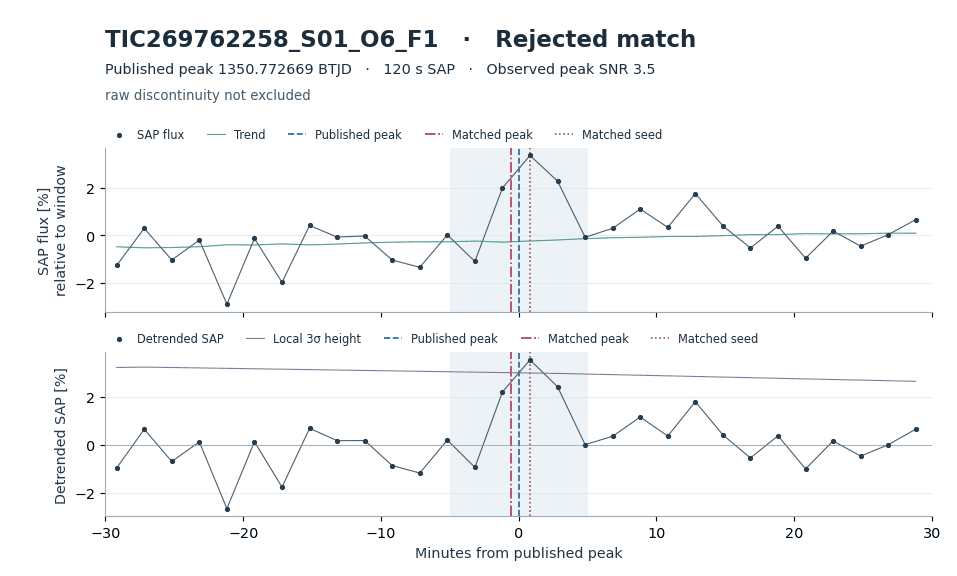 TIC269762258_S01_O6_F1 · Rejected match
Published peak 1350.772669 BTJD · 120 s SAP · Observed peak SNR 3.5
raw discontinuity not excluded
SAP flux Trend Published peak Matched peak Matched seed
SAP flux [%]
relative to window
2
0
−2
Detrended SAP Local 3σ height Published peak Matched peak Matched seed
Detrended SAP [%]
2
0
−2
−30 −20 −10 0 10 20 30
Minutes from published peak